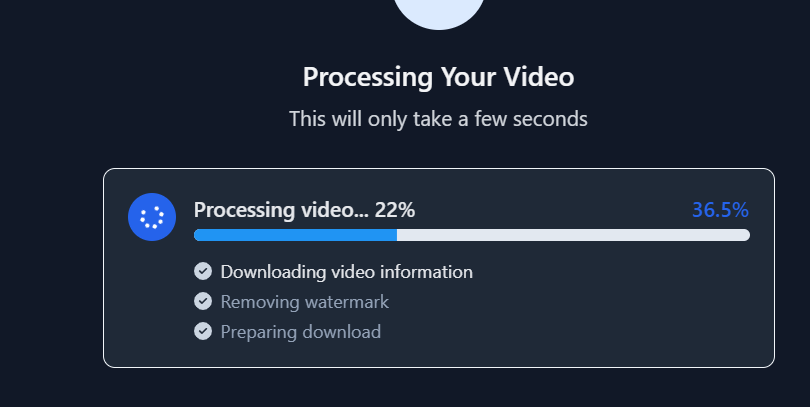 Processing Your Video
This will only take a few seconds
Processing video... 22% 36.5%
Downloading video information
Removing watermark
Preparing download